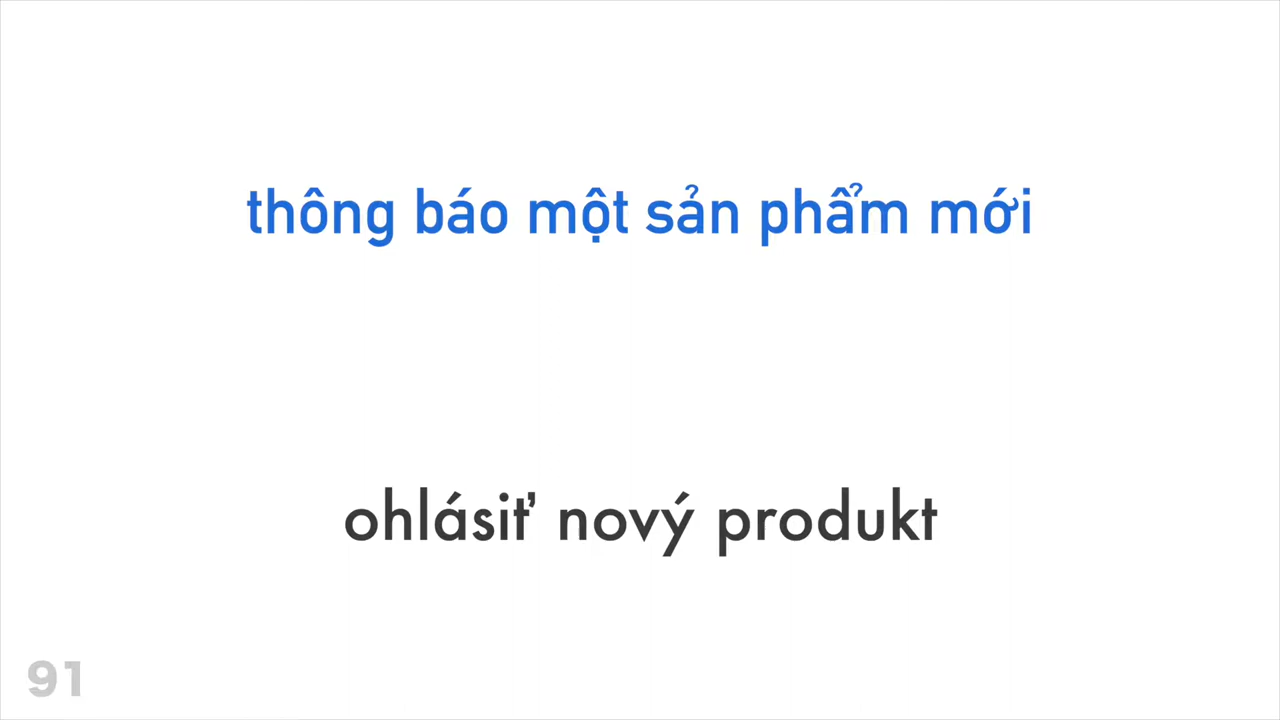 thông báo một sản phẩm mới
ohlásiť nový produkt
91